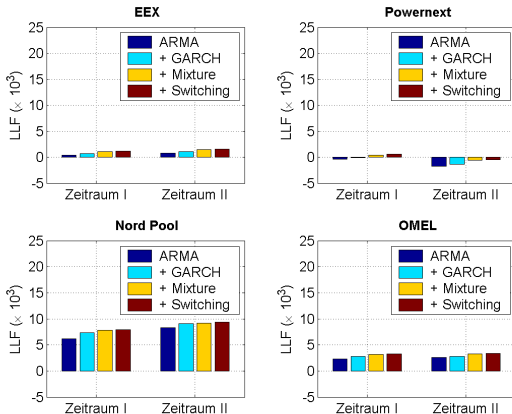 EEX
25
20
15
10
5
0
-5
LLF (× 10³)
ARMA
+ GARCH
+ Mixture
+ Switching
Zeitraum I
Zeitraum II
Powernext
25
20
15
10
5
0
-5
LLF (× 10³)
ARMA
+ GARCH
+ Mixture
+ Switching
Zeitraum I
Zeitraum II
Nord Pool
25
20
15
10
5
0
-5
LLF (× 10³)
ARMA
+ GARCH
+ Mixture
+ Switching
Zeitraum I
Zeitraum II
OMEL
25
20
15
10
5
0
-5
LLF (× 10³)
ARMA
+ GARCH
+ Mixture
+ Switching
Zeitraum I
Zeitraum II